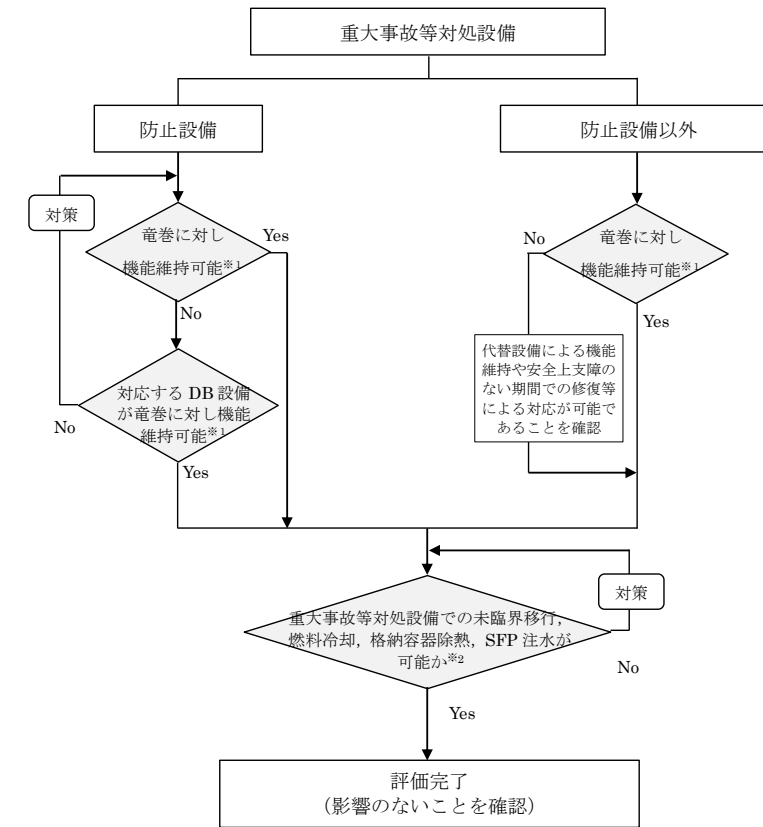 重大事故等対処設備
防止設備
防止設備以外
対策
竜巻に対し
機能維持可能※1
Yes
No
対応する DB 設備
が竜巻に対し機能
維持可能※1
No
Yes
No
竜巻に対し
機能維持可能※1
Yes
代替設備による機能
維持や安全上支障の
ない期間での修復等
による対応が可能で
あることを確認
対策
重大事故等対処設備での未臨界移行,
燃料冷却, 格納容器除熱, SFP 注水が
可能か※2
No
Yes
評価完了
（影響のないことを確認）